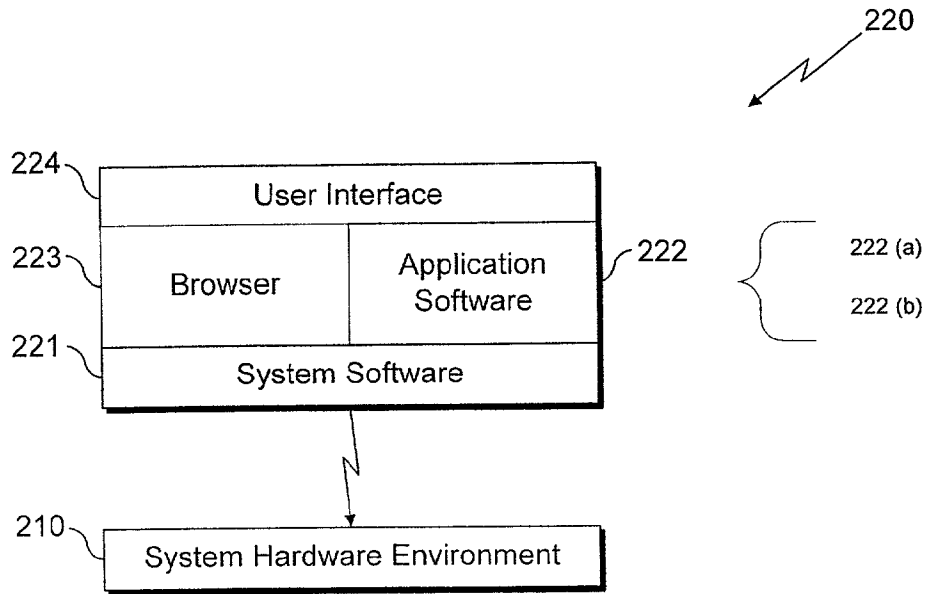 220
224
User Interface
223
Browser
Application
Software
222
222 (a)
222 (b)
221
System Software
210
System Hardware Environment